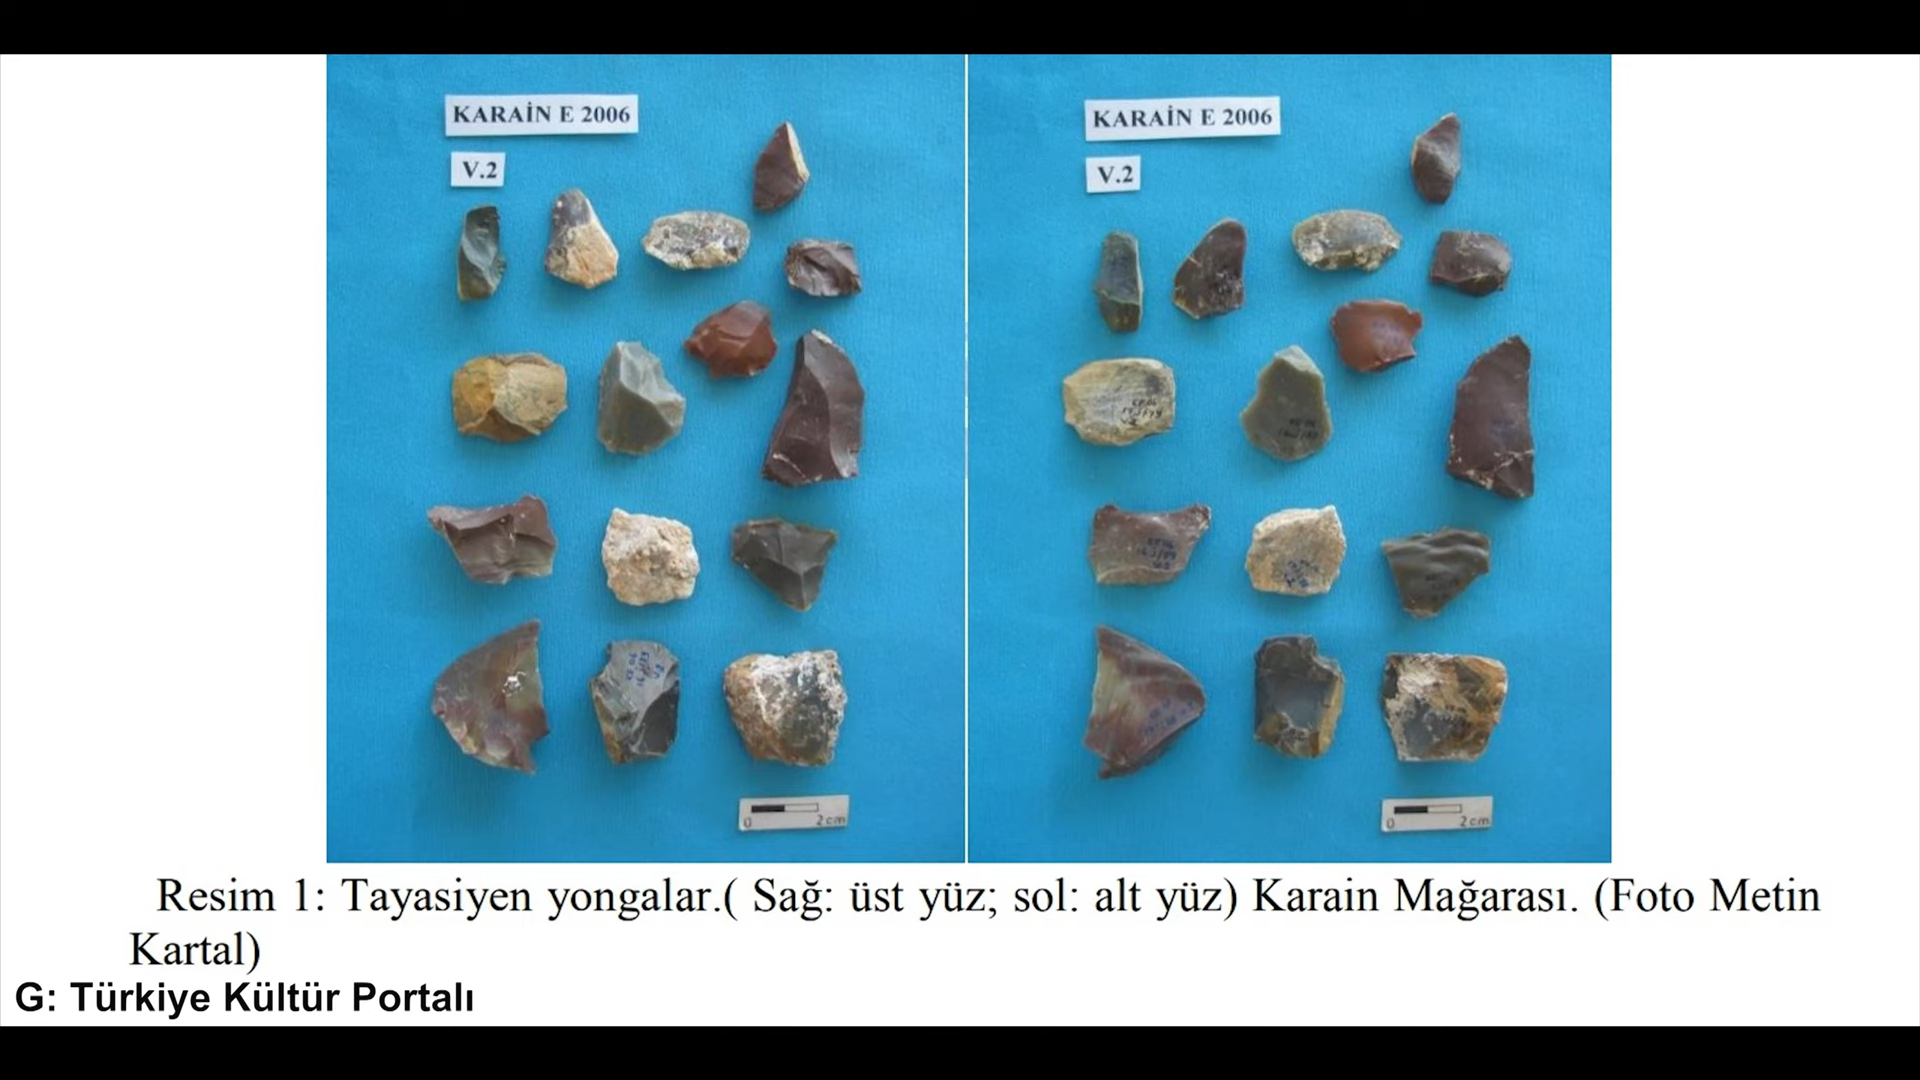 KARAİN E 2006
V.2
0 2cm
KARAİN E 2006
V.2
0 2cm
Resim 1: Tayasiyen yongalar.( Sağ: üst yüz; sol: alt yüz) Karain Mağarası. (Foto Metin
Kartal)
G: Türkiye Kültür Portalı